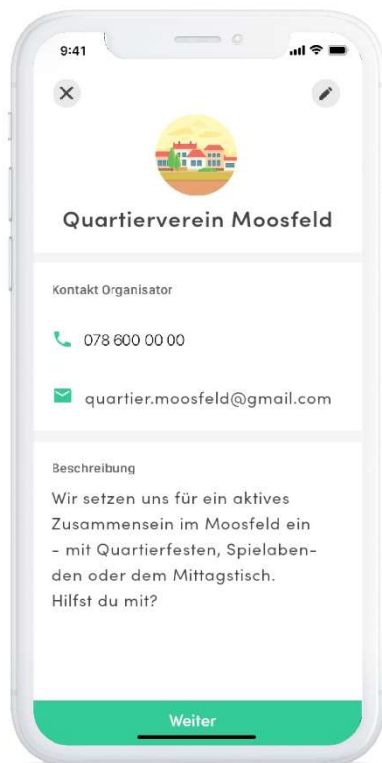 9:41
Quartierverein Moosfeld
Kontakt Organisator
078 600 00 00
quartier.moosfeld@gmail.com
Beschreibung
Wir setzen uns für ein aktives
Zusammensein im Moosfeld ein
- mit Quartierfesten, Spielaben-
den oder dem Mittagstisch.
Hilfst du mit?
Weiter